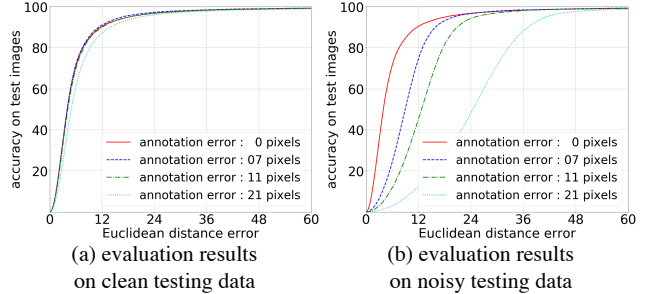 100
80
60
40
20
accuracy on test images
annotation error :   0 pixels
annotation error : 07 pixels
annotation error : 11 pixels
annotation error : 21 pixels
0 12 24 36 48 60
Euclidean distance error
(a) evaluation results
on clean testing data
100
80
60
40
20
accuracy on test images
annotation error :   0 pixels
annotation error : 07 pixels
annotation error : 11 pixels
annotation error : 21 pixels
0 12 24 36 48 60
Euclidean distance error
(b) evaluation results
on noisy testing data